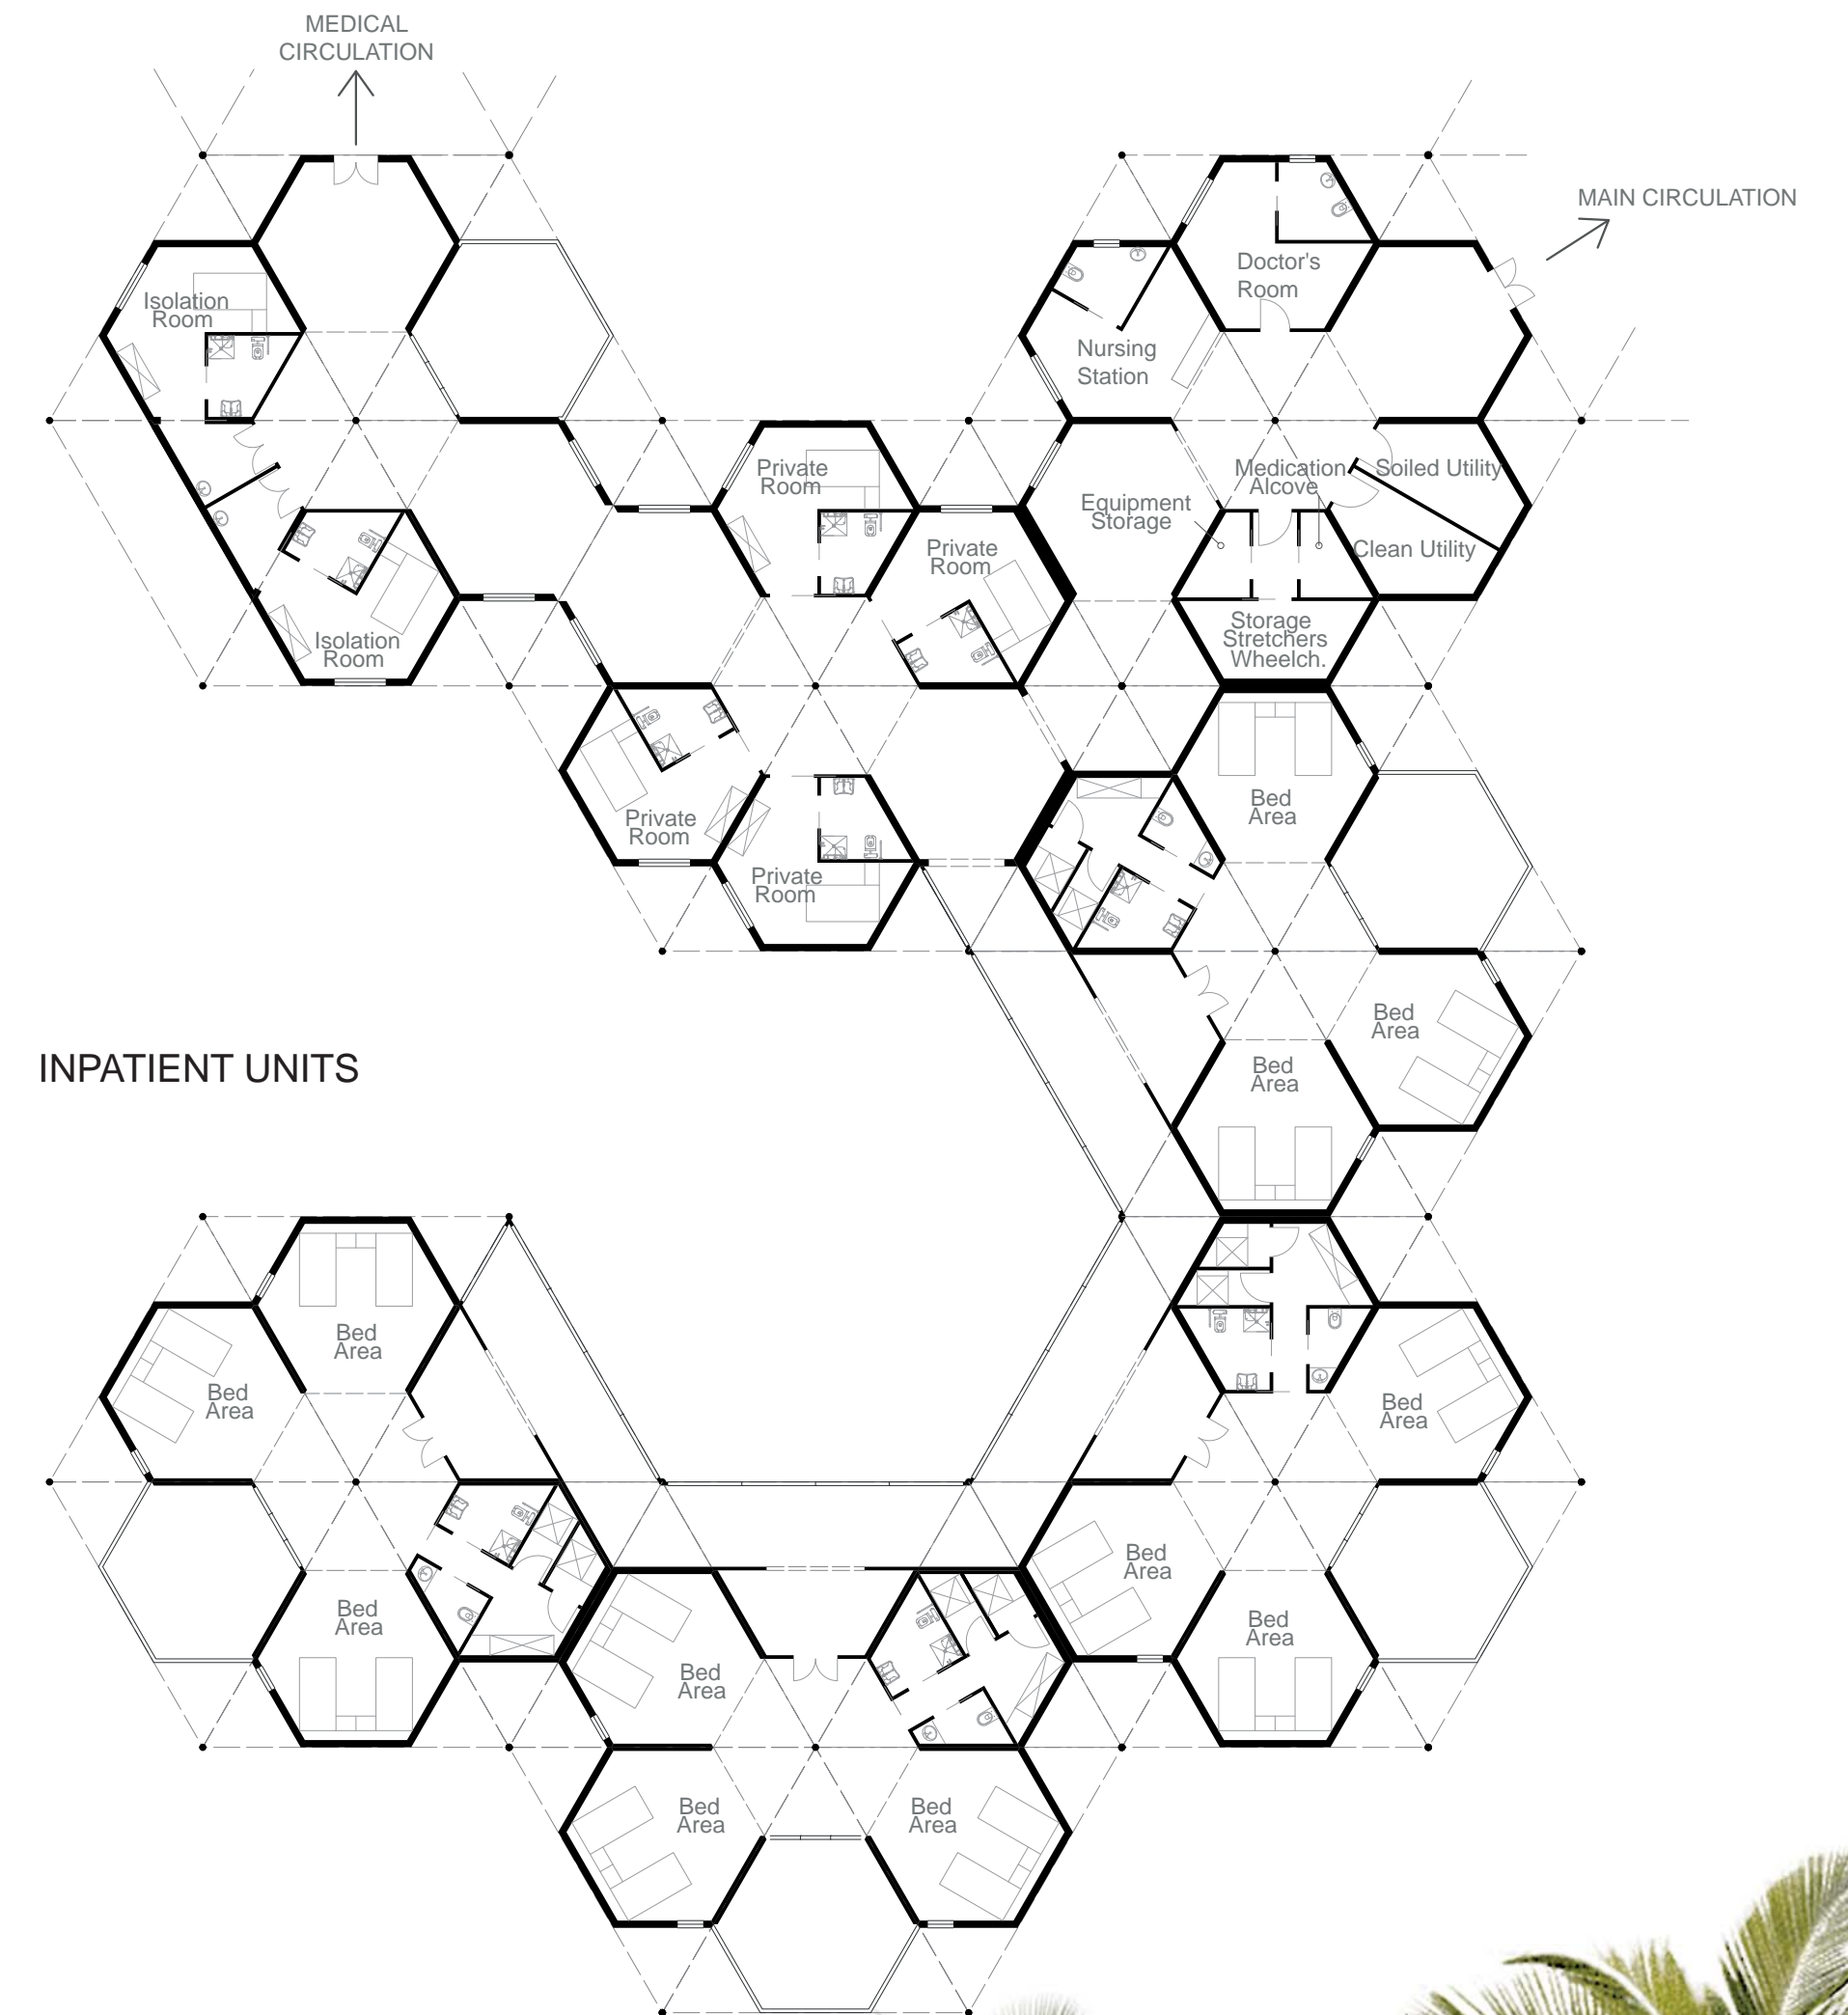 MEDICAL
CIRCULATION
MAIN CIRCULATION
Doctor's
Room
Isolation
Room
Nursing
Station
Private
Room
Medication
Alcove
Soiled Utility
Equipment
Storage
Private
Room
Clean Utility
Storage
Stretchers
Wheelch.
Isolation
Room
Bed
Area
Private
Room
Private
Room
Bed
Area
INPATIENT UNITS
Bed
Area
Bed
Area
Bed
Area
Bed
Area
Bed
Area
Bed
Area
Bed
Area
Bed
Area
Bed
Area
Bed
Area
Bed
Area